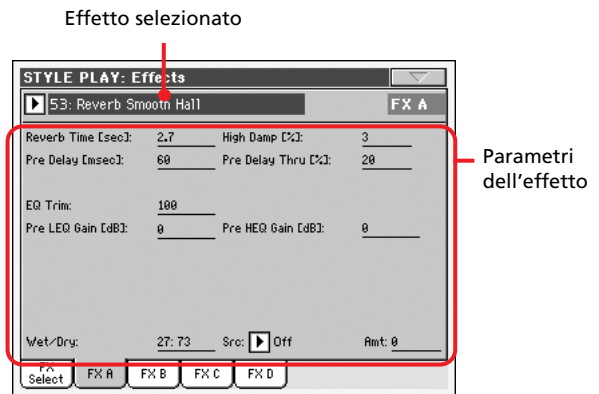 Effetto selezionato
STYLE PLAY: Effects
53: Reverb Smooth Hall FX A
Reverb Time [sec]: 2.7 High Damp [%]: 3
Pre Delay [msec]: 60 Pre Delay Thru [%]: 20
Parametri
dell'effetto
EQ Trim: 100
Pre LEQ Gain [dB]: 0 Pre HEQ Gain [dB]: 0
Wet/Dry: 27:73 Src: Off Amt: 0
FX
Select FX A FX B FX C FX D